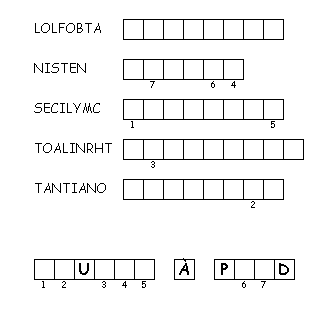 LOLFOBTA
NISTEN
7 6 4
SECILYMC
1 5
TOALINRHT
3
TANTIANO
2
U À P D
1 2 3 4 5 6 7